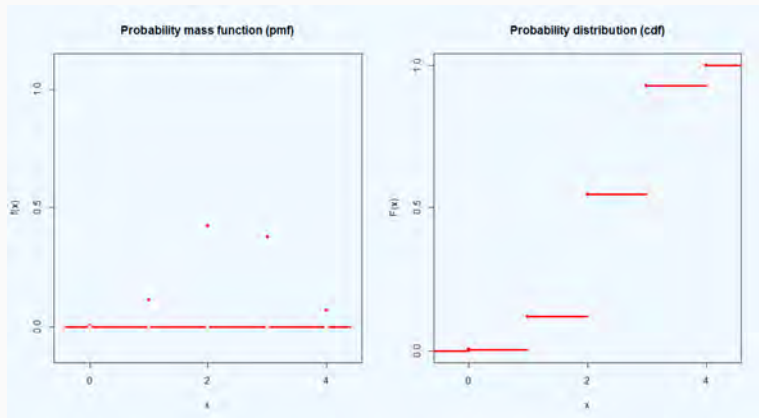 Probability mass function (pmf)
1.0
0.5
0.0
f(x)
0 2 4
x
Probability distribution (cdf)
1.0
0.5
0.0
F(x)
0 2 4
x